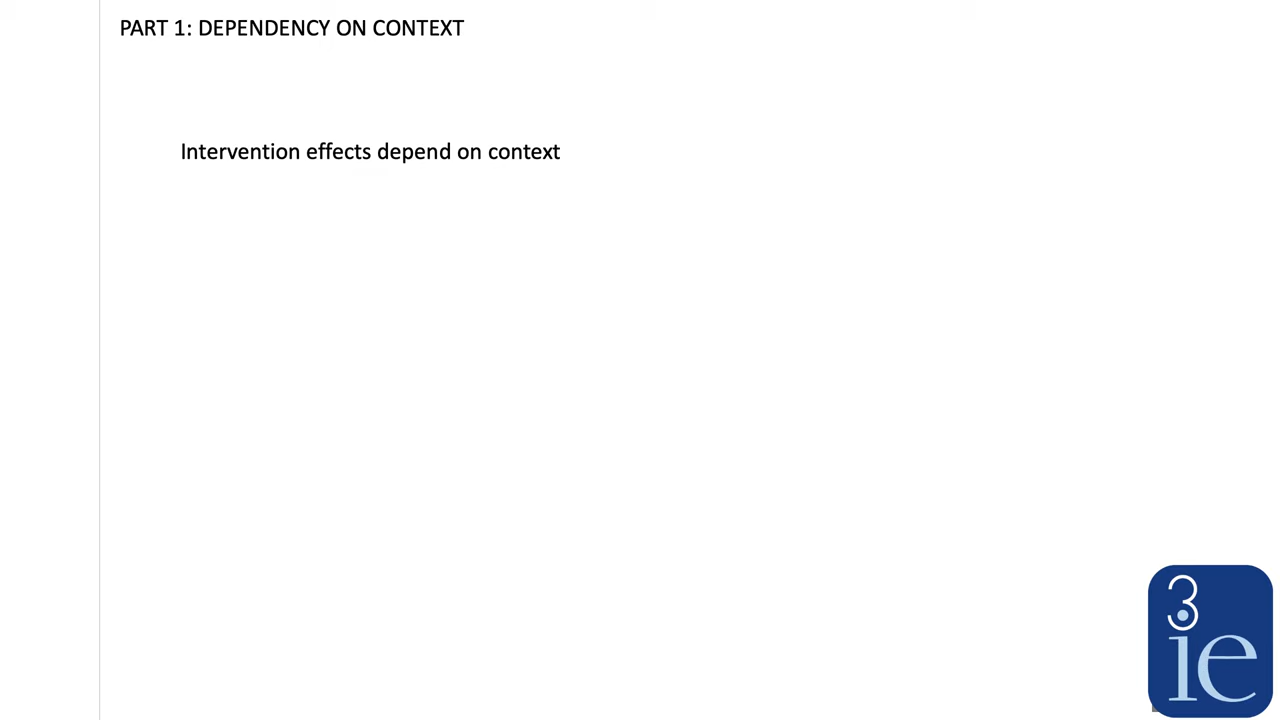 PART 1: DEPENDENCY ON CONTEXT
Intervention effects depend on context
3
ie